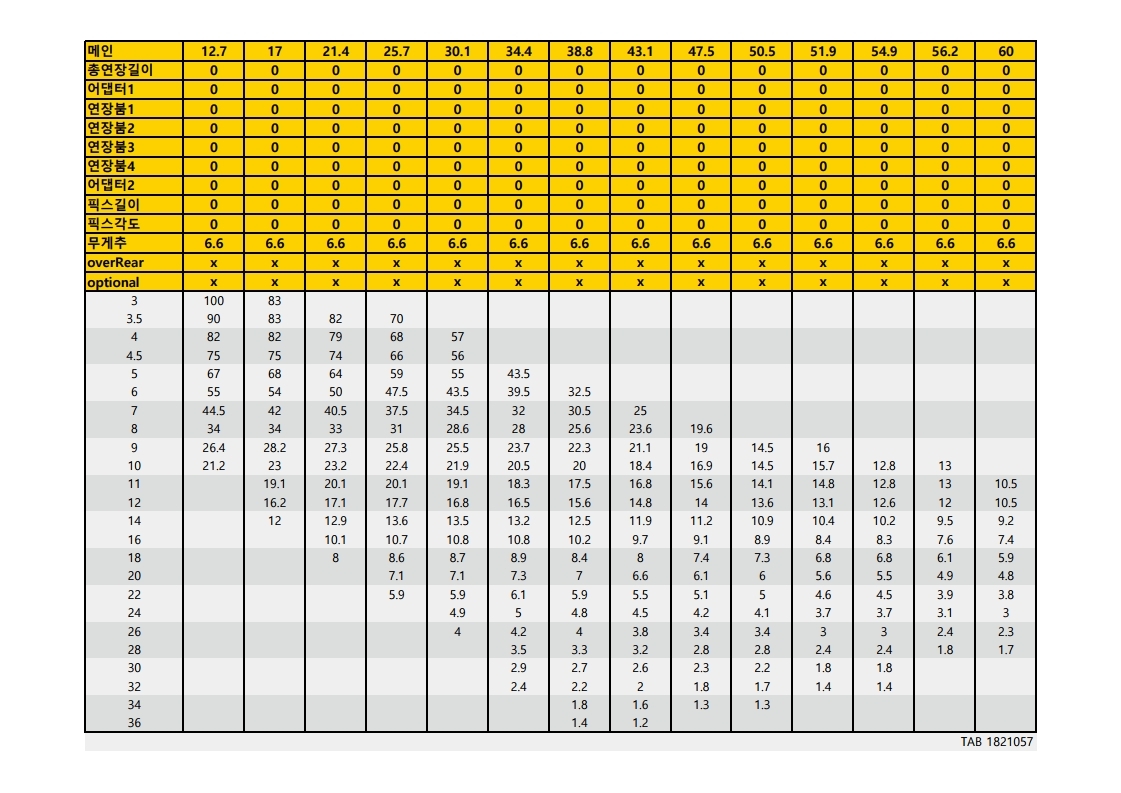 메인 12.7 17 21.4 25.7 30.1 34.4 38.8 43.1 47.5 50.5 51.9 54.9 56.2 60
총연장길이 0 0 0 0 0 0 0 0 0 0 0 0 0 0
어댑터1 0 0 0 0 0 0 0 0 0 0 0 0 0 0
연장붐1 0 0 0 0 0 0 0 0 0 0 0 0 0 0
연장붐2 0 0 0 0 0 0 0 0 0 0 0 0 0 0
연장붐3 0 0 0 0 0 0 0 0 0 0 0 0 0 0
연장붐4 0 0 0 0 0 0 0 0 0 0 0 0 0 0
어댑터2 0 0 0 0 0 0 0 0 0 0 0 0 0 0
픽스길이 0 0 0 0 0 0 0 0 0 0 0 0 0 0
픽스각도 0 0 0 0 0 0 0 0 0 0 0 0 0 0
무게추 6.6 6.6 6.6 6.6 6.6 6.6 6.6 6.6 6.6 6.6 6.6 6.6 6.6 6.6
overRear x x x x x x x x x x x x x x
optional x x x x x x x x x x x x x x
3 100 83
3.5 90 83 82 70
4 82 82 79 68 57
4.5 75 75 74 66 56
5 67 68 64 59 55 43.5
6 55 54 50 47.5 43.5 39.5 32.5
7 44.5 42 40.5 37.5 34.5 32 30.5 25
8 34 34 33 31 28.6 28 25.6 23.6 19.6
9 26.4 28.2 27.3 25.8 25.5 23.7 22.3 21.1 19 14.5 16
10 21.2 23 23.2 22.4 21.9 20.5 20 18.4 16.9 14.5 15.7 12.8 13
11 19.1 20.1 20.1 19.1 18.3 17.5 16.8 15.6 14.1 14.8 12.8 13 10.5
12 16.2 17.1 17.7 16.8 16.5 15.6 14.8 14 13.6 13.1 12.6 12 10.5
14 12 12.9 13.6 13.5 13.2 12.5 11.9 11.2 10.9 10.4 10.2 9.5 9.2
16 10.1 10.7 10.8 10.8 10.2 9.7 9.1 8.9 8.4 8.3 7.6 7.4
18 8 8.6 8.7 8.9 8.4 8 7.4 7.3 6.8 6.8 6.1 5.9
20 7.1 7.1 7.3 7 6.6 6.1 6 5.6 5.5 4.9 4.8
22 5.9 5.9 6.1 5.9 5.5 5.1 5 4.6 4.5 3.9 3.8
24 4.9 5 4.8 4.5 4.2 4.1 3.7 3.7 3.1 3
26 4 4.2 4 3.8 3.4 3.4 3 3 2.4 2.3
28 3.5 3.3 3.2 2.8 2.8 2.4 2.4 1.8 1.7
30 2.9 2.7 2.6 2.3 2.2 1.8 1.8
32 2.4 2.2 2 1.8 1.7 1.4 1.4
34 1.8 1.6 1.3 1.3
36 1.4 1.2
TAB 1821057